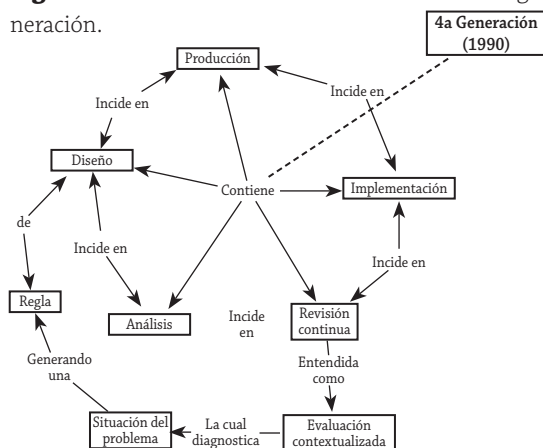 neración.
4a Generación
(1990)
Producción
Incide en
Incide en
Diseño
Contiene
Implementación
de
Incide en
Incide en
Regla
Análisis
Incide
en
Revisión
continua
Generando
una
Entendida
como
Situación del
problema
La cual
diagnostica
Evaluación
contextualizada